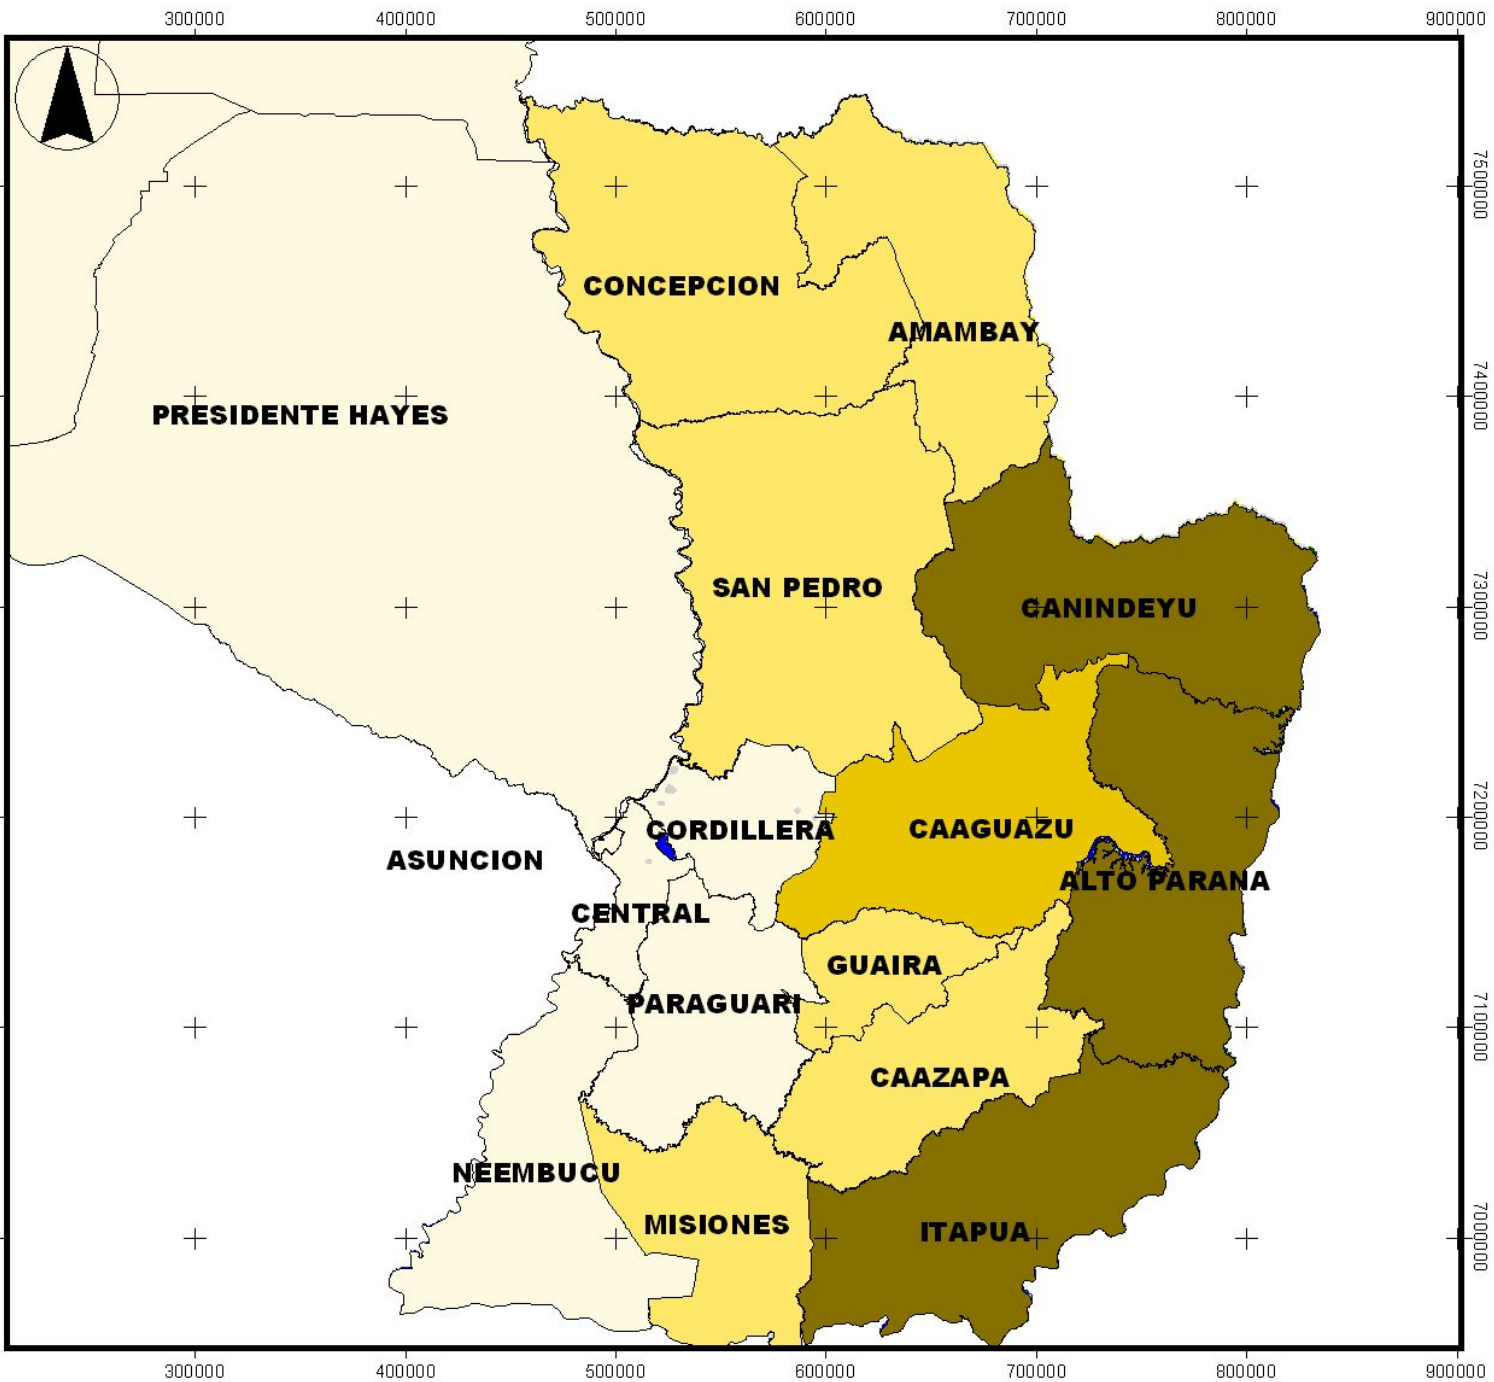 300000 400000 500000 600000 700000 800000 900000
7500000
CONCEPCION
AMAMBAY
7400000
PRESIDENTE HAYES
SAN PEDRO
7300000
CANINDEYU
7200000
CORDILLERA
CAAGUAZU
ASUNCION
ALTO PARANA
CENTRAL
GUAIRA
PARAGUARI
7100000
CAAZAPA
NEEMBUCU
MISIONES
ITAPUA
7000000
300000 400000 500000 600000 700000 800000 900000